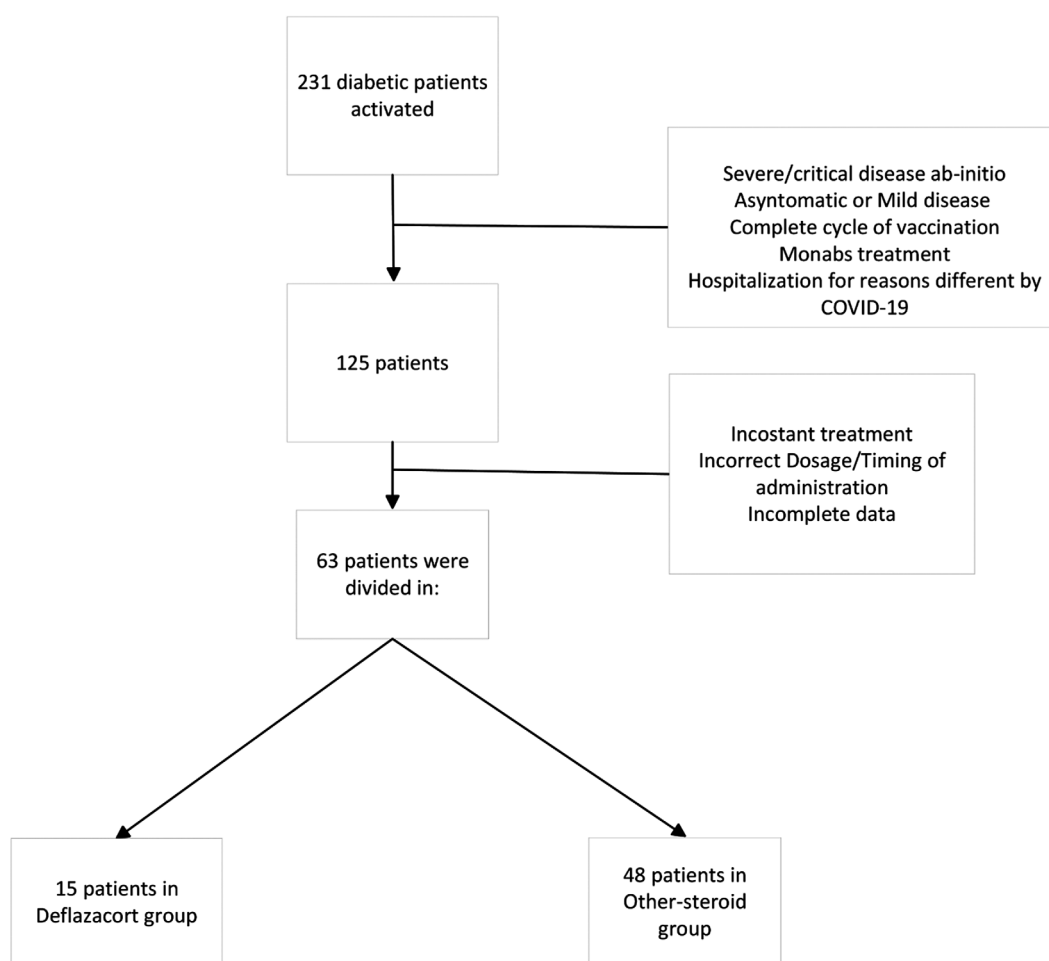 231 diabetic patients
activated
Severe/critical disease ab-initio
Asyntomatic or Mild disease
Complete cycle of vaccination
Monabs treatment
Hospitalization for reasons different by
COVID-19
125 patients
Incostant treatment
Incorrect Dosage/Timing of
administration
Incomplete data
63 patients were
divided in:
15 patients in
Deflazacort group
48 patients in
Other-steroid
group